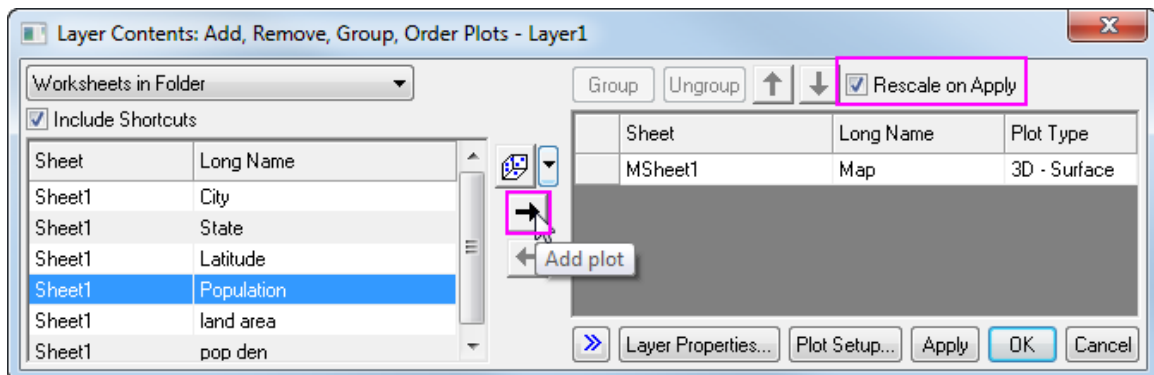 Layer Contents: Add, Remove, Group, Order Plots - Layer1
Worksheets in Folder
Include Shortcuts
Sheet Long Name
Sheet1 City
Sheet1 State
Sheet1 Latitude
Sheet1 Population
Sheet1 land area
Sheet1 pop den
Add plot
Group Ungroup Rescale on Apply
Sheet Long Name Plot Type
MSheet1 Map 3D - Surface
Layer Properties... Plot Setup... Apply OK Cancel